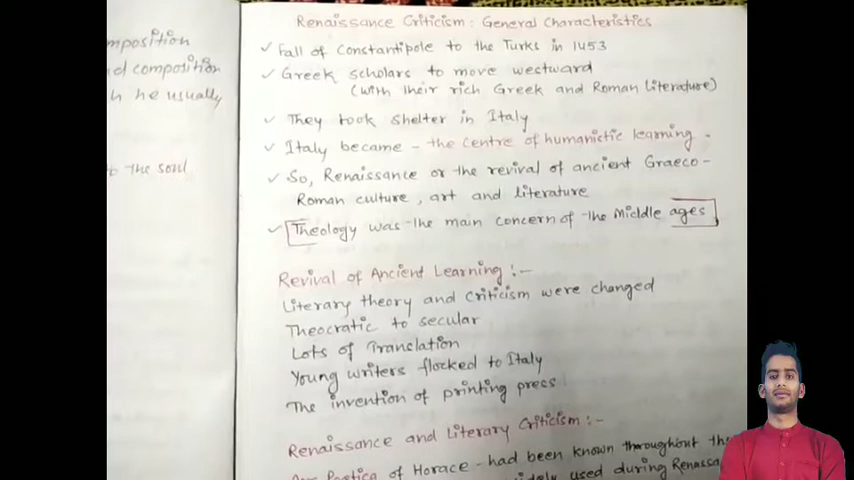 mposition
nd composition
h he usually
to the soul
Renaissance Criticism: General Characteristics
✓ Fall of Constantipole to the Turks in 1453
✓ Greek scholars to move westward
(with their rich Greek and Roman literature)
✓ They took shelter in Italy
✓ Italy became - the centre of humanistic learning.
✓ So, Renaissance or the revival of ancient Graeco-
Roman culture, art and literature
✓ Theology was the main concern of the Middle ages
Revival of Ancient Learning :-
Literary theory and criticism were changed
Theocratic to secular
Lots of Translation
Young writers flocked to Italy
The invention of printing press
Renaissance and Literary Criticism :-
Ars Poetica of Horace - had been known throughout the
used during Renassa